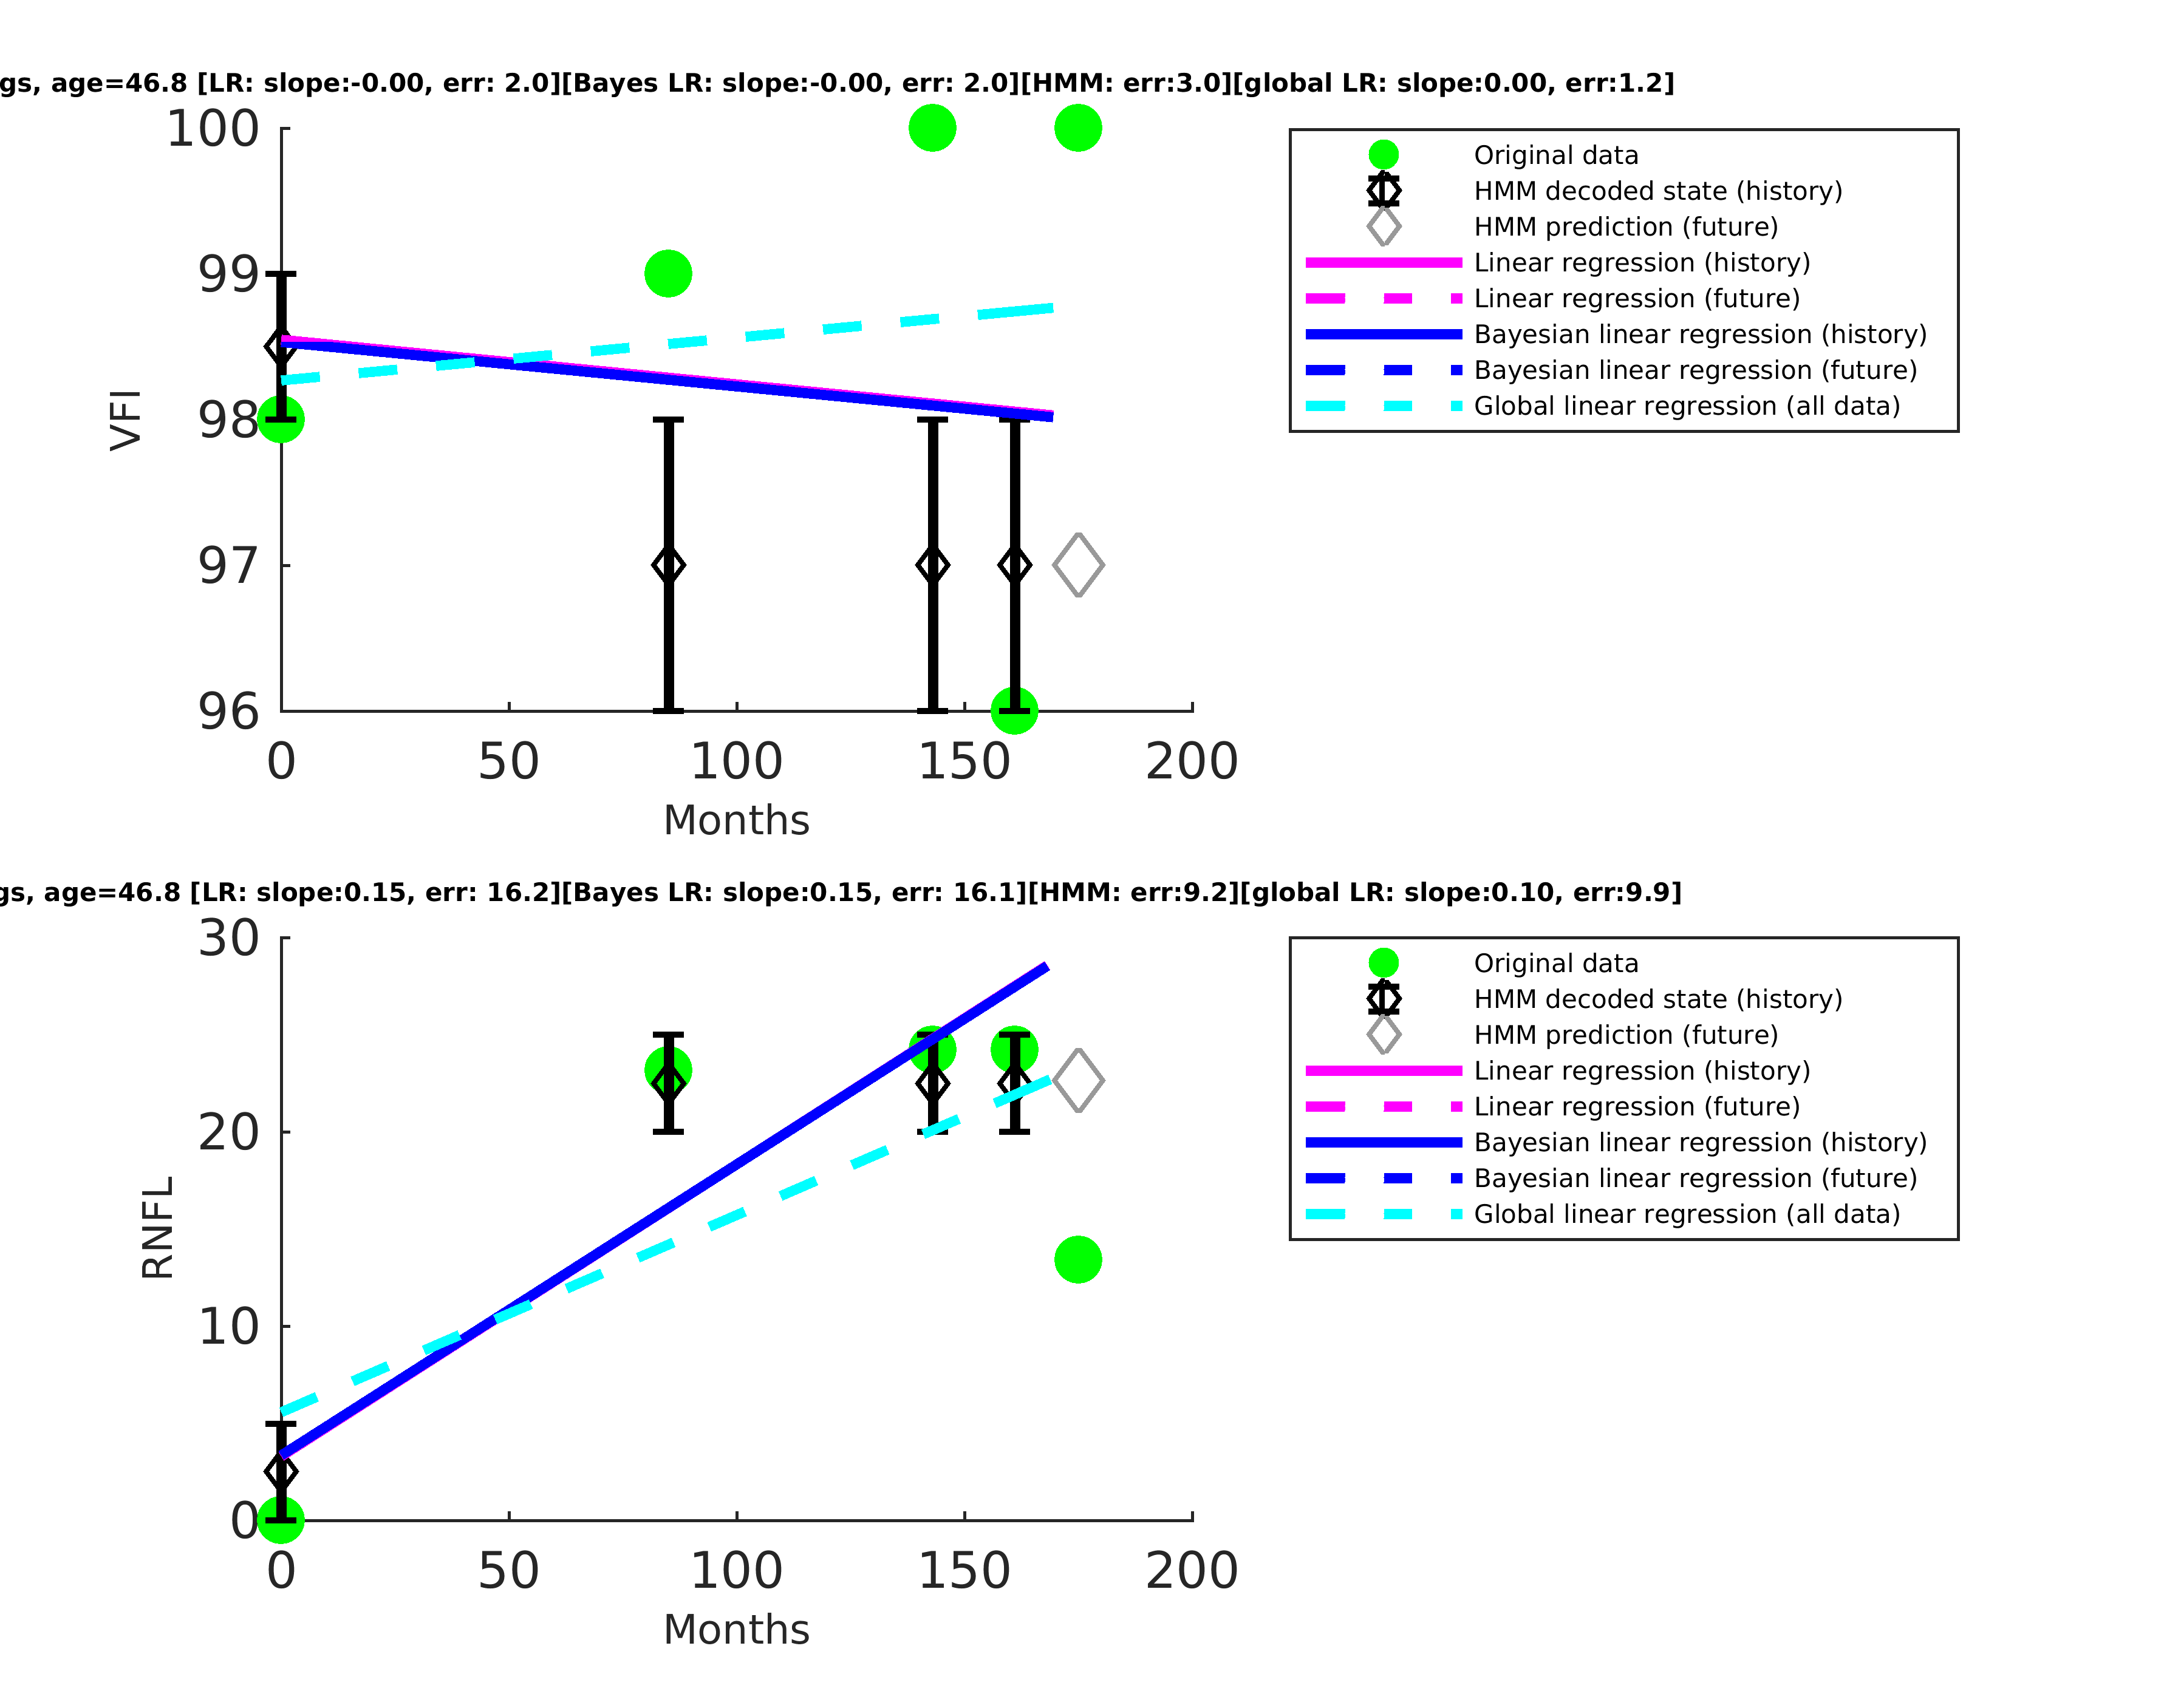 gs, age=46.8 [LR: slope:-0.00, err: 2.0][Bayes LR: slope:-0.00, err: 2.0][HMM: err:3.0][global LR: slope:0.00, err:1.2]
100
99
98
97
96
VFI
0 50 100 150 200
Months
Original data
HMM decoded state (history)
HMM prediction (future)
Linear regression (history)
Linear regression (future)
Bayesian linear regression (history)
Bayesian linear regression (future)
Global linear regression (all data)
gs, age=46.8 [LR: slope:0.15, err: 16.2][Bayes LR: slope:0.15, err: 16.1][HMM: err:9.2][global LR: slope:0.10, err:9.9]
30
20
10
0
RNFL
0 50 100 150 200
Months
Original data
HMM decoded state (history)
HMM prediction (future)
Linear regression (history)
Linear regression (future)
Bayesian linear regression (history)
Bayesian linear regression (future)
Global linear regression (all data)